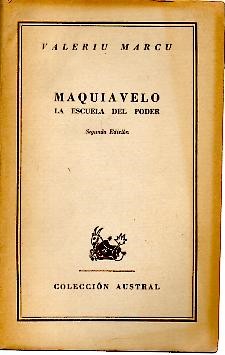 VALERIU MARCU
MAQUIAVELO
LA ESCUELA DEL PODER
Segunda Edición
COLECCIÓN AUSTRAL